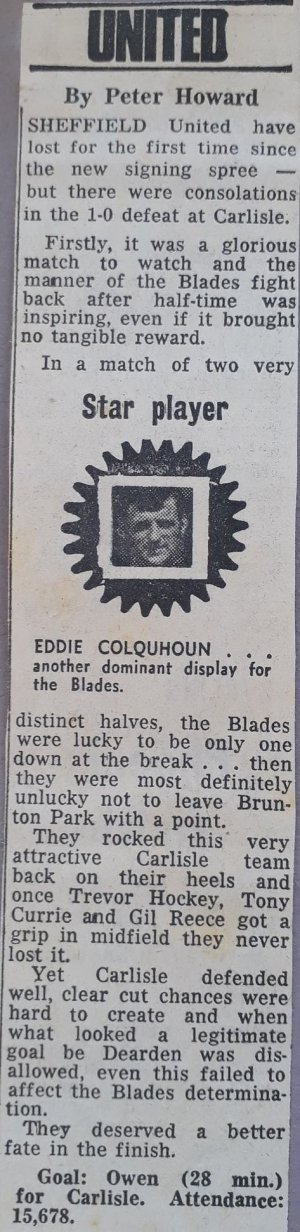 UNITED
By Peter Howard
SHEFFIELD United have
lost for the first time since
the new signing spree —
but there were consolations
in the 1-0 defeat at Carlisle.
Firstly, it was a glorious
match to watch and the
manner of the Blades fight
back after half-time was
inspiring, even if it brought
no tangible reward.
In a match of two very
Star player
EDDIE COLQUHOUN . . .
another dominant display for
the Blades.
distinct halves, the Blades
were lucky to be only one
down at the break . . . then
they were most definitely
unlucky not to leave Brun-
ton Park with a point.
They rocked this very
attractive Carlisle team
back on their heels and
once Trevor Hockey, Tony
Currie and Gil Reece got a
grip in midfield they never
lost it.
Yet Carlisle defended
well, clear cut chances were
hard to create and when
what looked a legitimate
goal be Dearden was dis-
allowed, even this failed to
affect the Blades determina-
tion.
They deserved a better
fate in the finish.
Goal: Owen (28 min.)
for Carlisle. Attendance:
15,678.